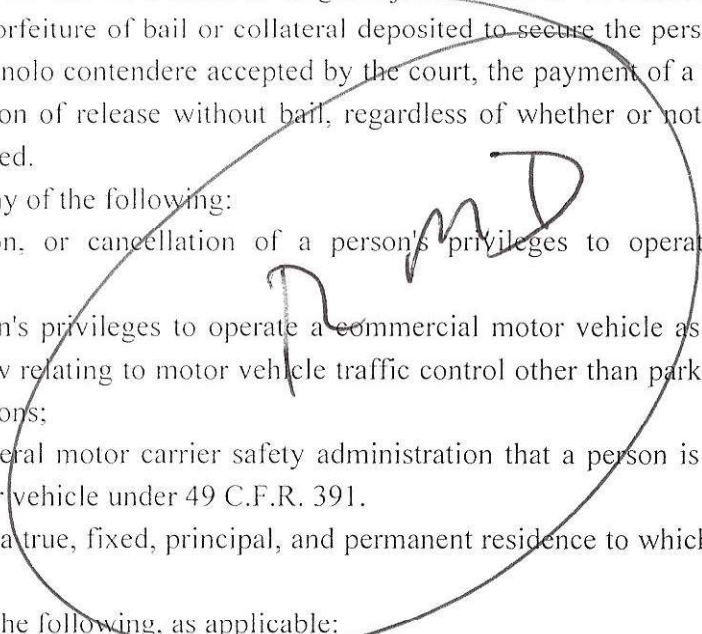 orfeiture of bail or collateral deposited to secure the pers
nolo contendere accepted by the court, the payment of a
on of release without bail, regardless of whether or not
ed.
ny of the following:
on, or cancellation of a person's privileges to operat
n's privileges to operate a commercial motor vehicle as
v relating to motor vehicle traffic control other than park
ons;
eral motor carrier safety administration that a person is
r vehicle under 49 C.F.R. 391.
a true, fixed, principal, and permanent residence to which
the following, as applicable: